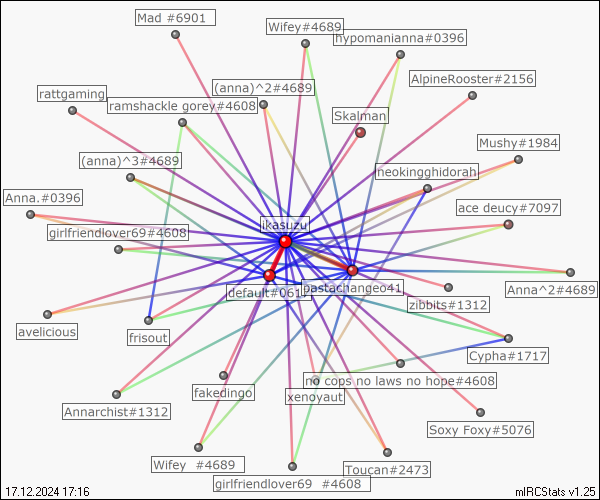 Mad #6901
Wifey#4689
hypomanianna#0396
AlpineRooster#2156
rattgaming
(anna)^2#4689
ramshackle gorey#4608
Skalman
Mushy#1984
(anna)^3#4689
neokingghidorah
Anna.#0396
ace deucy#7097
ikasuzu
girlfriendlover69#4608
default#061
pastachangeo41
Anna^2#4689
zibbits#1312
avelicious
frisout
Cypha#1717
no cops no laws no hope#4608
fakedingo
xenoyaut
Annarchist#1312
Soxy Foxy#5076
Wifey #4689
Toucan#2473
girlfriendlover69 #4608
17.12.2024 17:16
mIRCStats v1.25